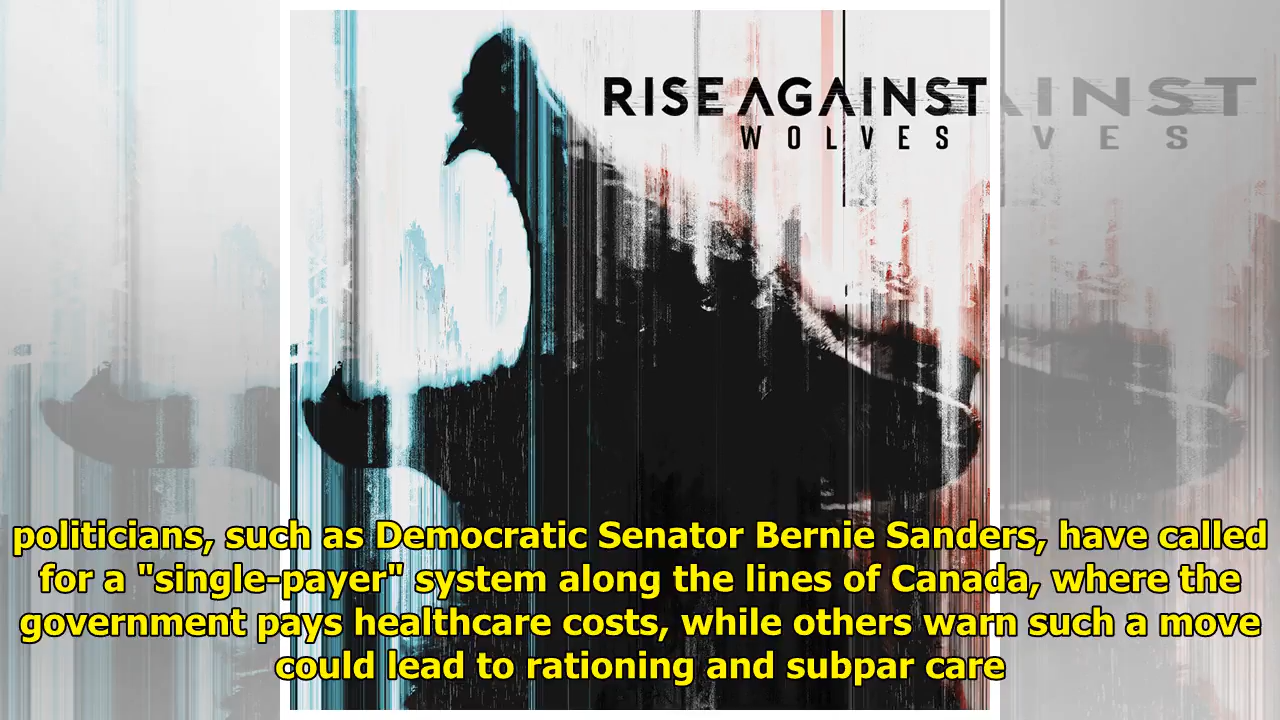 RISE AGAINST
WOLVES
AINST
VES
politicians, such as Democratic Senator Bernie Sanders, have called
for a "single-payer" system along the lines of Canada, where the
government pays healthcare costs, while others warn such a move
could lead to rationing and subpar care